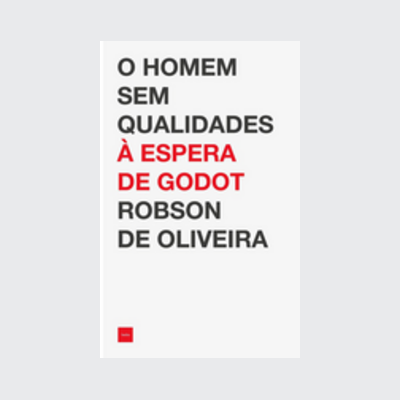 O HOMEM
SEM
QUALIDADES
À ESPERA
DE GODOT
ROBSON
DE OLIVEIRA